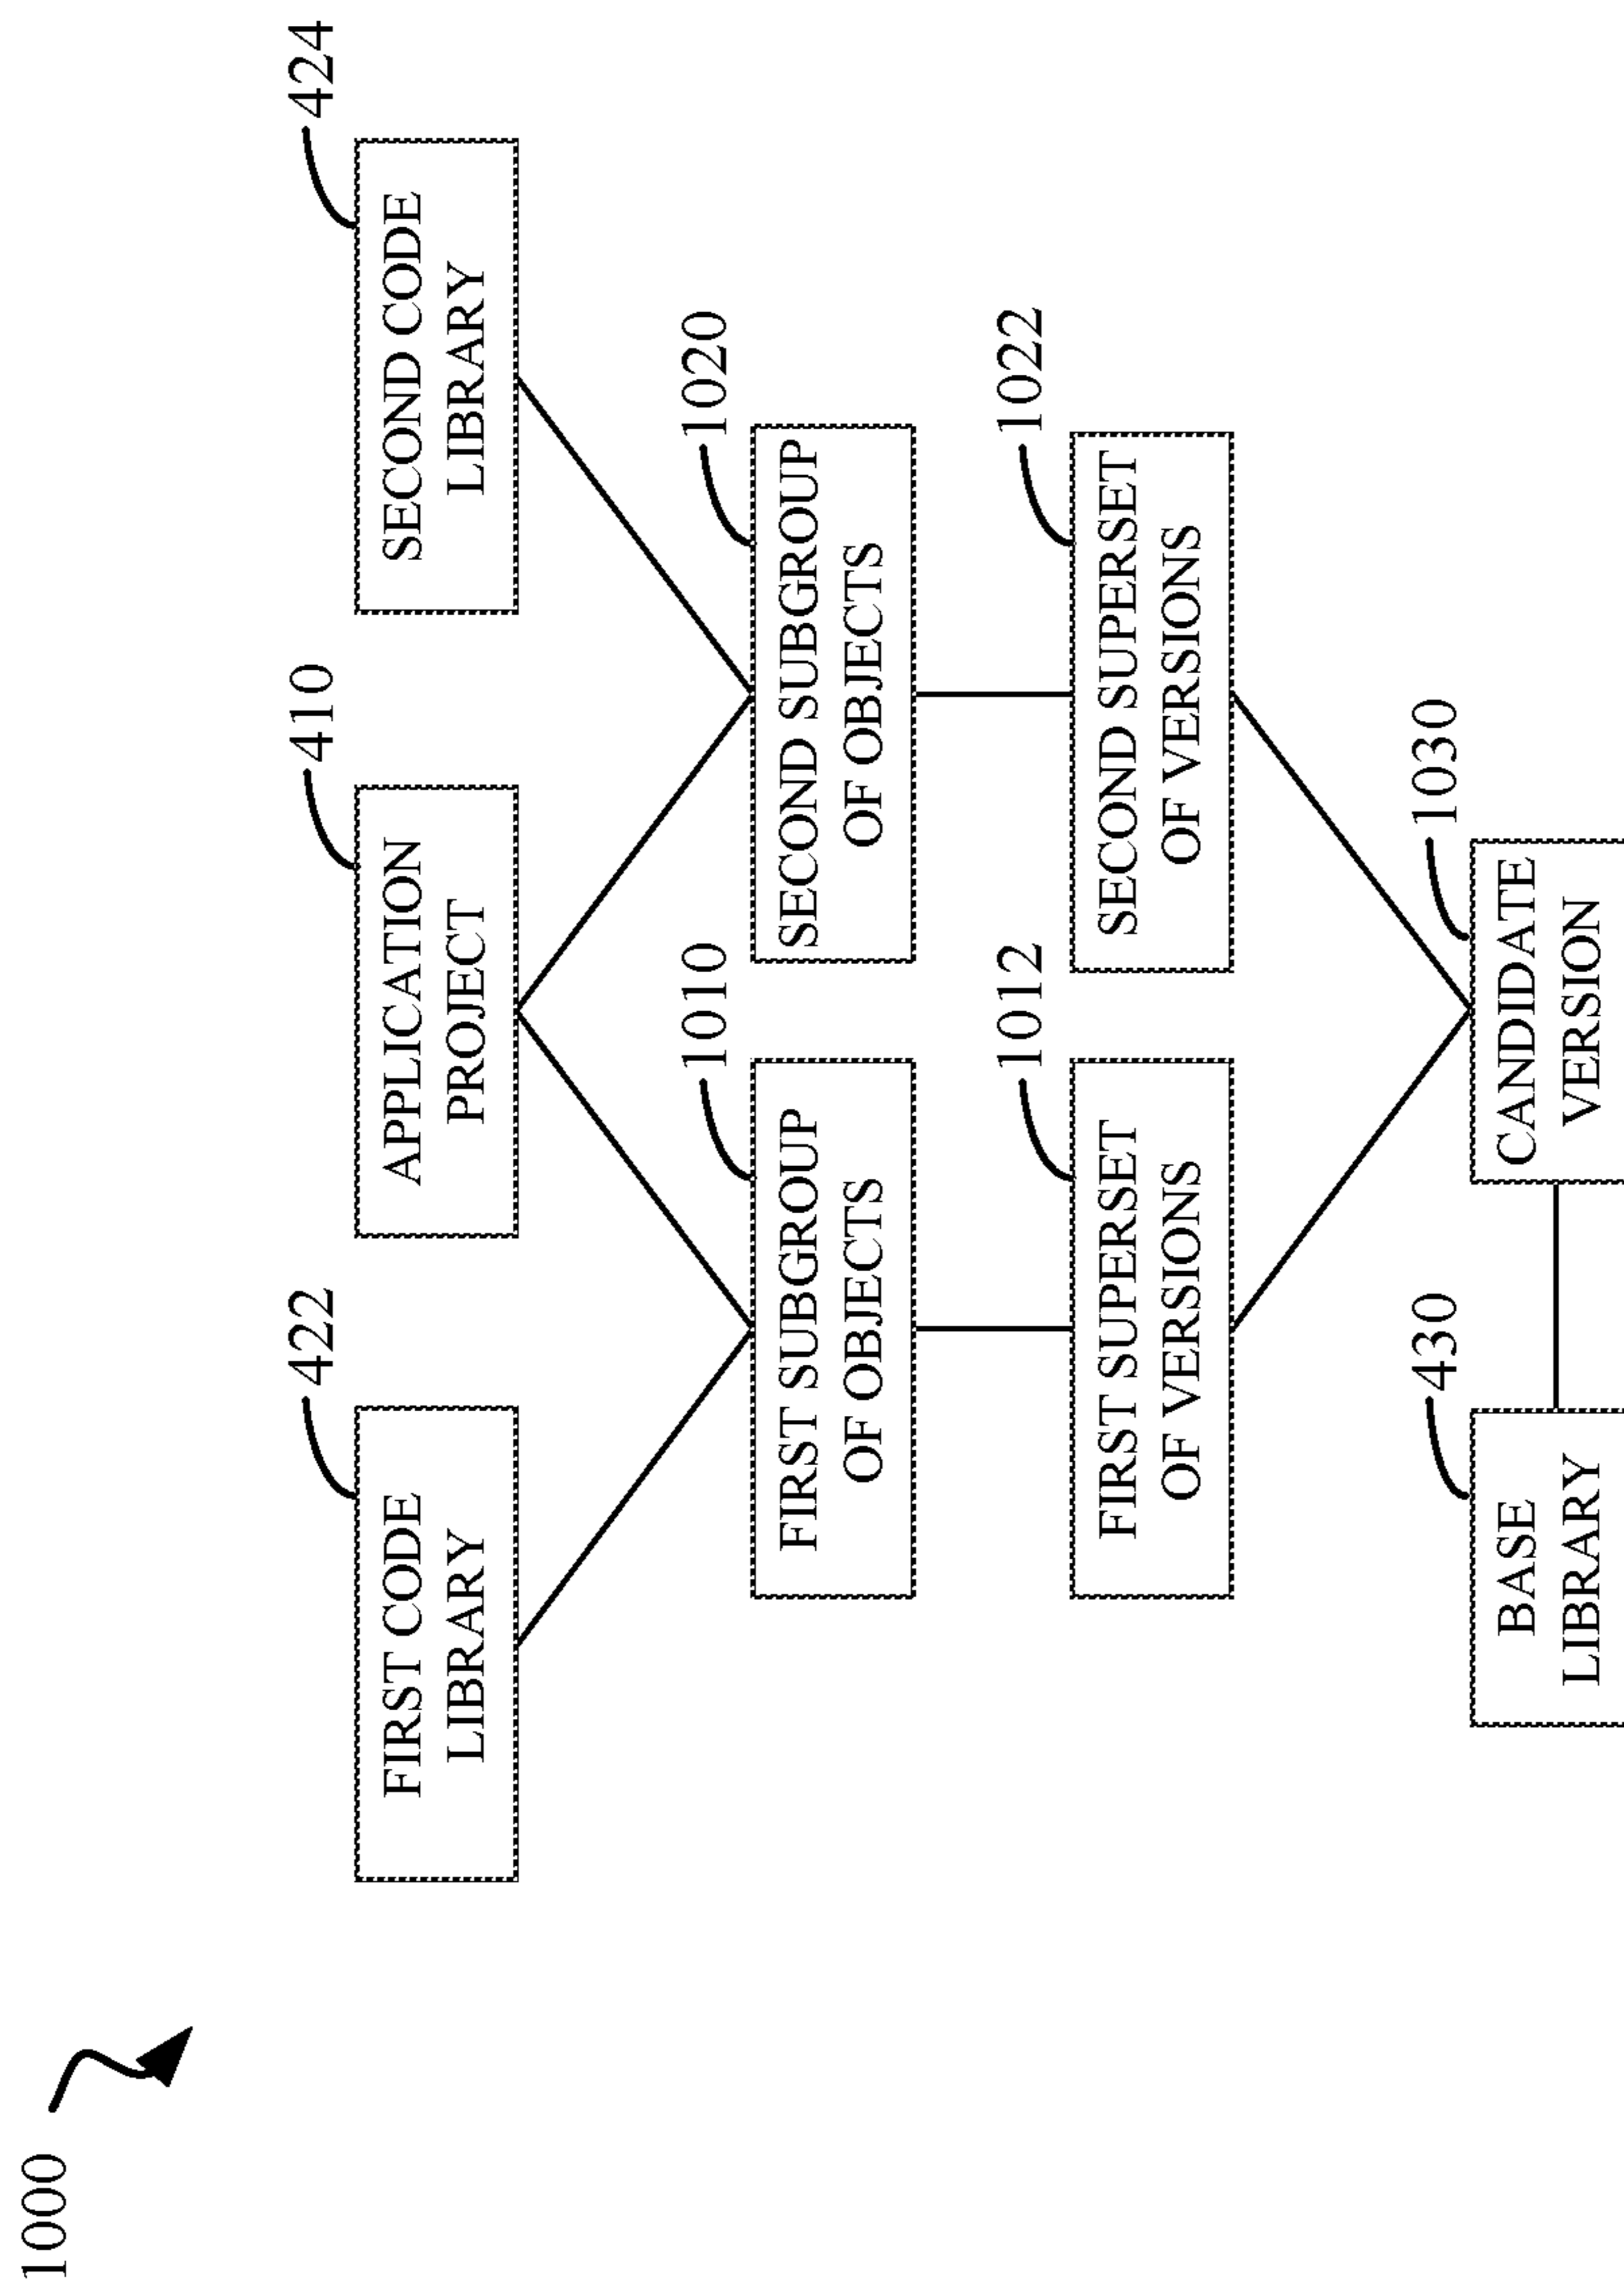 1000
422
FIRST CODE
LIBRARY
410
APPLICATION
PROJECT
424
SECOND CODE
LIBRARY
1010
FIRST SUBGROUP
OF OBJECTS
1020
SECOND SUBGROUP
OF OBJECTS
1012
FIRST SUPERSET
OF VERSIONS
1022
SECOND SUPERSET
OF VERSIONS
430
BASE
LIBRARY
1030
CANDIDATE
VERSION